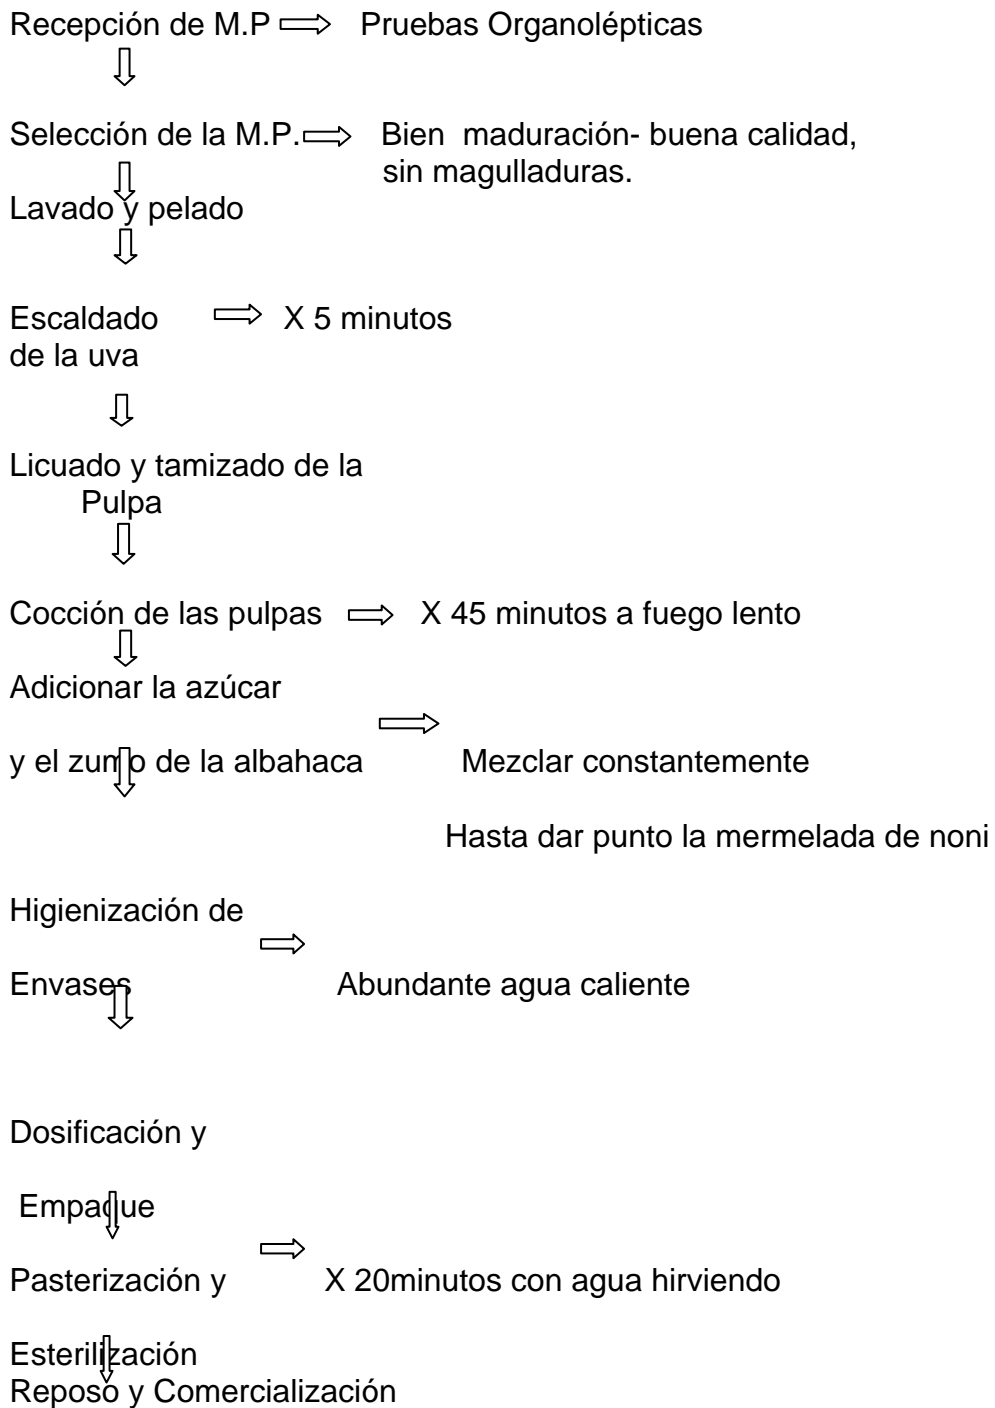 Recepción de M.P Pruebas Organolépticas
Selección de la M.P. Bien maduración- buena calidad,
sin magulladuras.
Lavado y pelado
Escaldado X 5 minutos
de la uva
Licuado y tamizado de la
Pulpa
Cocción de las pulpas X 45 minutos a fuego lento
Adicionar la azúcar
y el zumo de la albahaca Mezclar constantemente
Hasta dar punto la mermelada de noni
Higienización de
Envases Abundante agua caliente
Dosificación y
Empaque
Pasterización y X 20minutos con agua hirviendo
Esterilización
Reposo y Comercialización